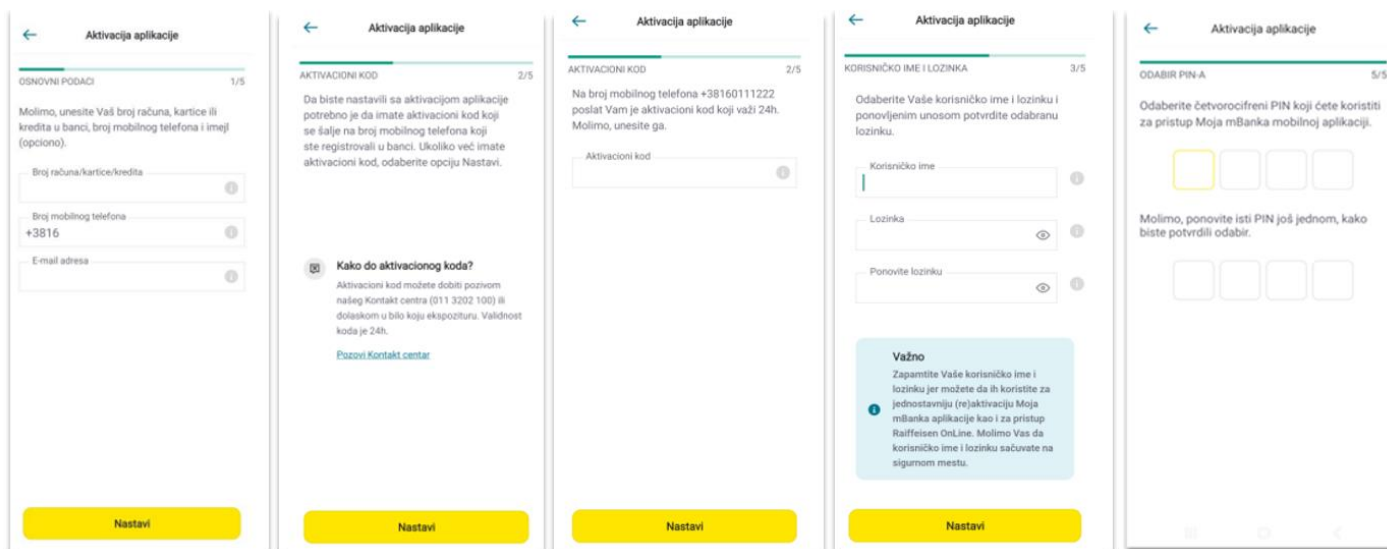 Aktivacija aplikacije
OSNOVNI PODACI 1/5
Molimo, unesite Vaš broj računa, kartice ili
kredita u banci, broj mobilnog telefona i imejl
(opciono).
Broj računa/kartice/kredita
Broj mobilnog telefona
+3816
E-mail adresa
Nastavi
Aktivacija aplikacije
AKTIVACIONI KOD 2/5
Da biste nastavili sa aktivacijom aplikacije
potrebno je da imate aktivacioni kod koji
se šalje na broj mobilnog telefona koji
ste registrovali u banci. Ukoliko već imate
aktivacioni kod, odaberite opciju Nastavi.
Kako do aktivacionog koda?
Aktivacioni kod možete dobiti pozivom
našeg Kontakt centra (011 3202 100) ili
dolaskom u bilo koju ekspozituru. Validnost
koda je 24h.
Pozovi Kontakt centar
Nastavi
Aktivacija aplikacije
AKTIVACIONI KOD 2/5
Na broj mobilnog telefona +38160111222
poslat Vam je aktivacioni kod koji važi 24h.
Molimo, unesite ga.
Aktivacioni kod
Nastavi
Aktivacija aplikacije
KORISNIČKO IME I LOZINKA 3/5
Odaberite Vaše korisničko ime i lozinku i
ponovljenim unosom potvrdite odabranu
lozinku.
Korisničko ime
Lozinka
Ponovite lozinku
Važno
Zapamtite Vaše korisničko ime i
lozinku jer možete da ih koristite za
jednostavniju (re)aktivaciju Moja
mBanka aplikacije kao i za pristup
Raiffeisen OnLine. Molimo Vas da
korisničko ime i lozinku sačuvate na
sigurnom mestu.
Nastavi
Aktivacija aplikacije
ODABIR PIN-A 5/5
Odaberite četvorocifreni PIN koji ćete koristiti
za pristup Moja mBanka mobilnoj aplikaciji.
Molimo, ponovite isti PIN još jednom, kako
biste potvrdili odabir.